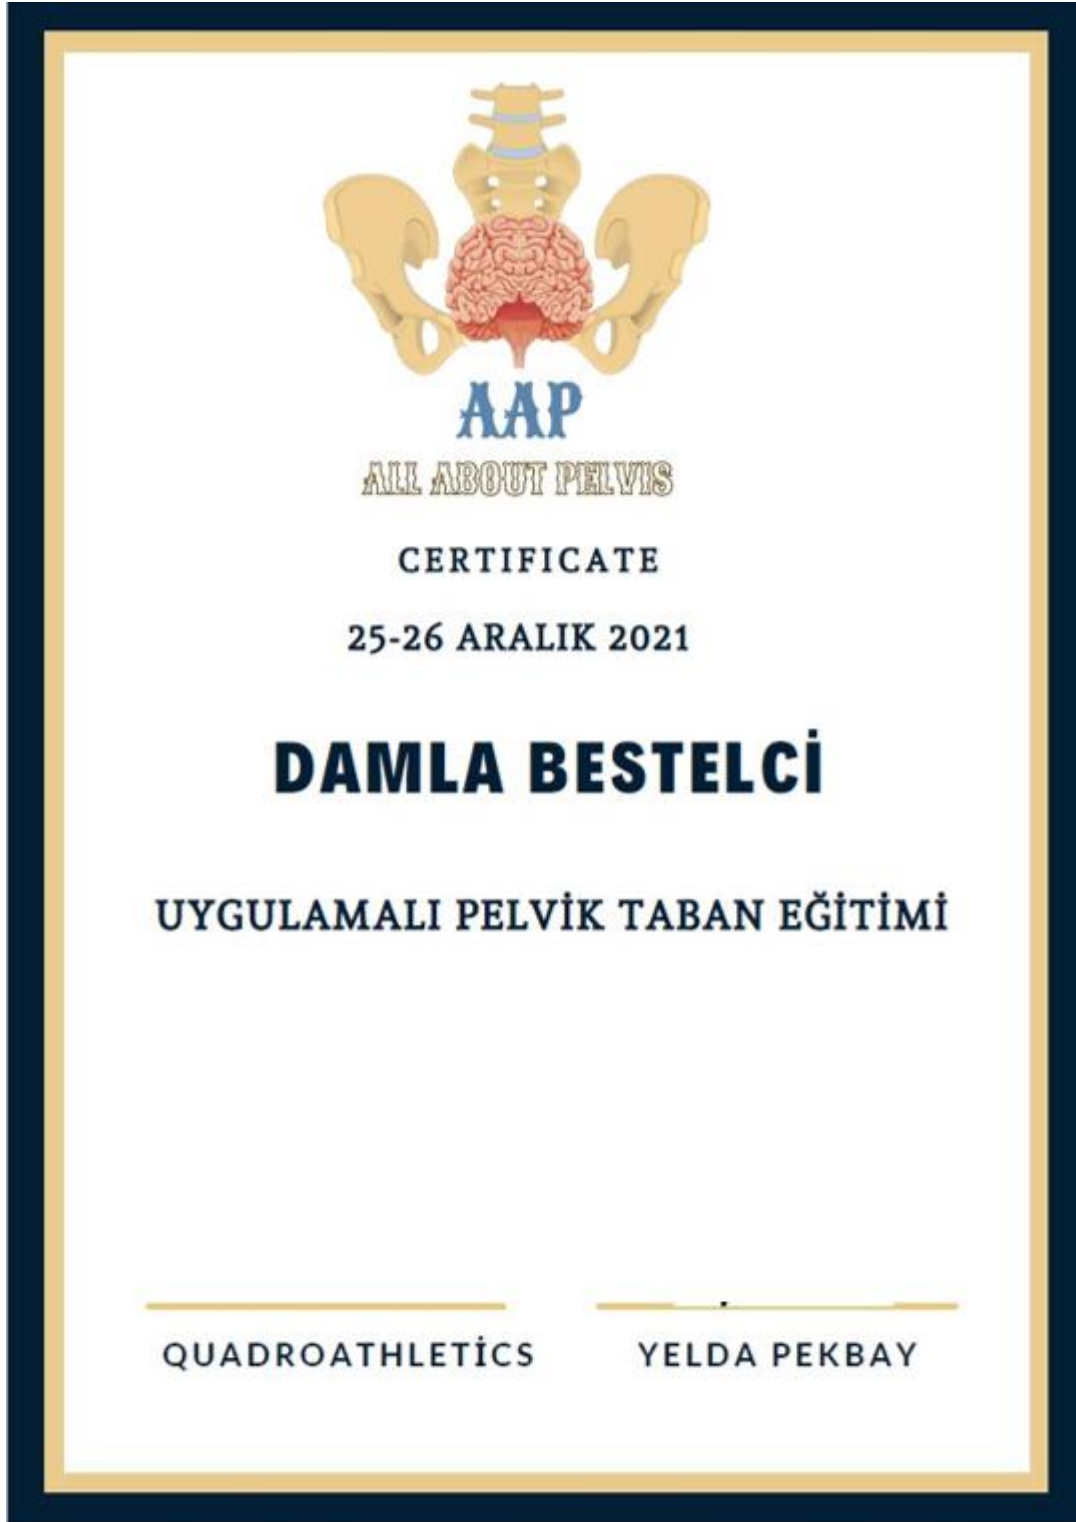 AAP
ALL ABOUT PELVIS
CERTIFICATE
25-26 ARALIK 2021
DAMLA BESTELCİ
UYGULAMALI PELVİK TABAN EĞİTİMİ
QUADROATHLETİCS
YELDA PEKBAY